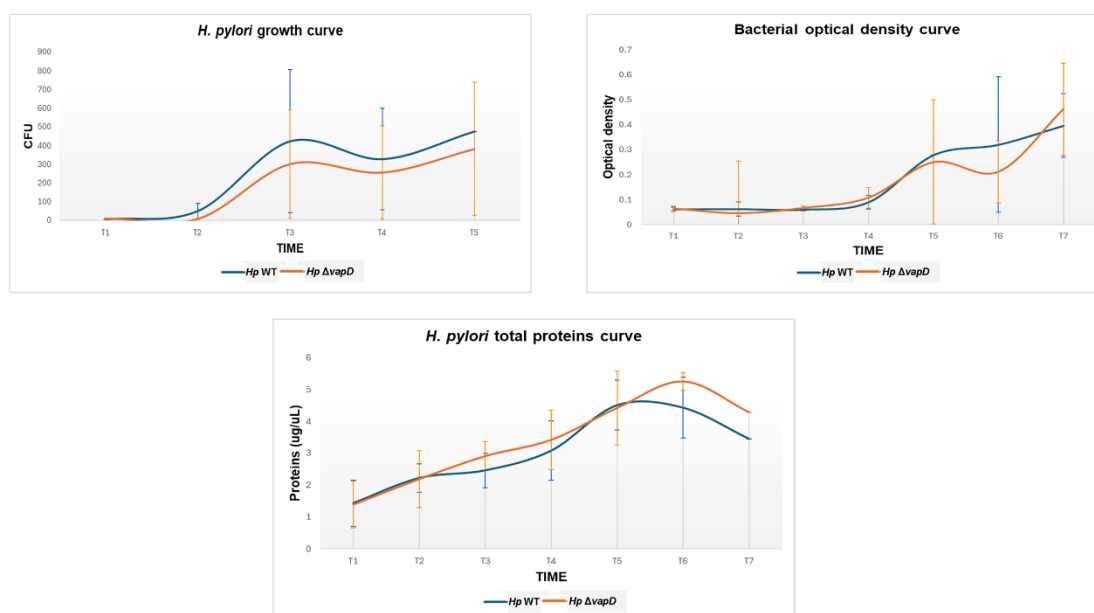 H. pylori growth curve
CFU
900
800
700
600
500
400
300
200
100
0
T1 T2 T3 T4 T5
TIME
Hp WT Hp ΔvapD
Bacterial optical density curve
Optical density
0.7
0.6
0.5
0.4
0.3
0.2
0.1
0
T1 T2 T3 T4 T5 T6 T7
TIME
Hp WT Hp ΔvapD
H. pylori total proteins curve
Proteins (ug/uL)
6
5
4
3
2
1
0
T1 T2 T3 T4 T5 T6 T7
TIME
Hp WT Hp ΔvapD